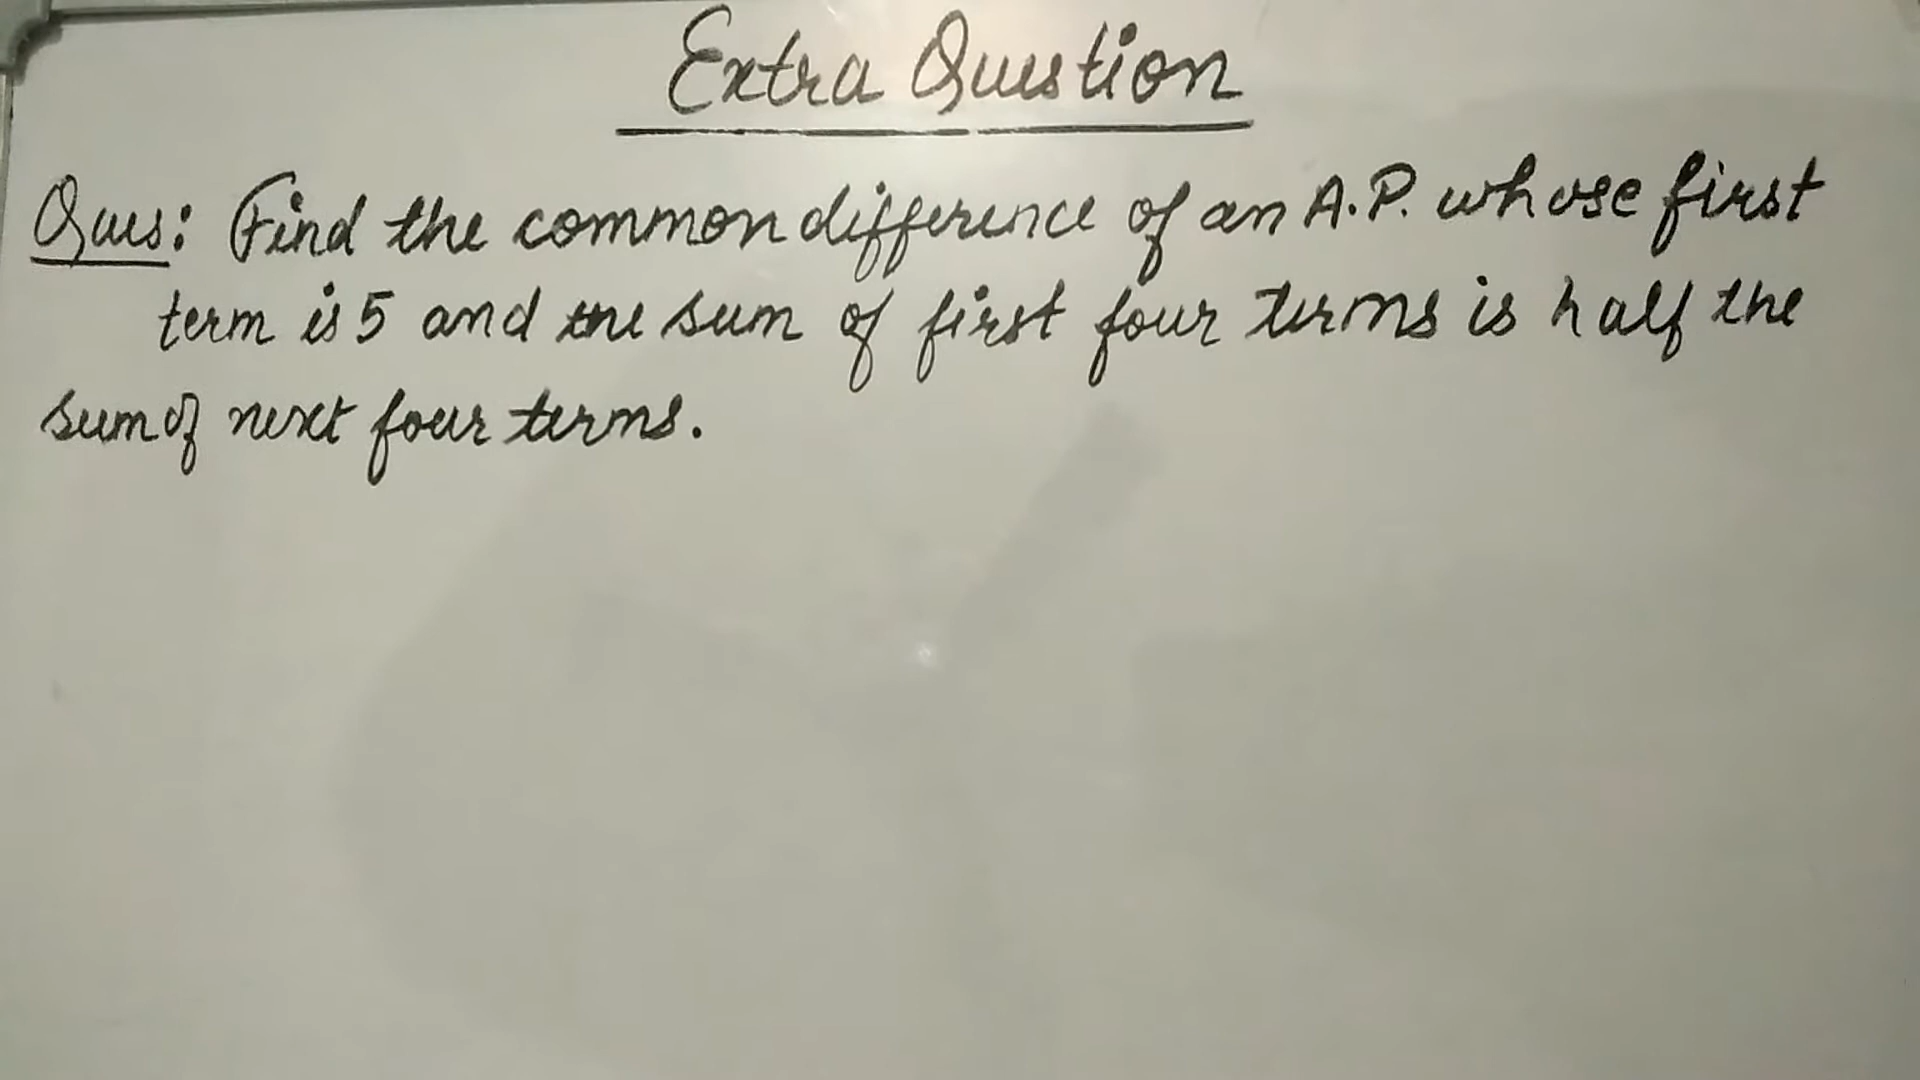 Extra Question
Ques: Find the common difference of an A.P. whose first
term is 5 and the sum of first four terms is half the
sum of next four terms.